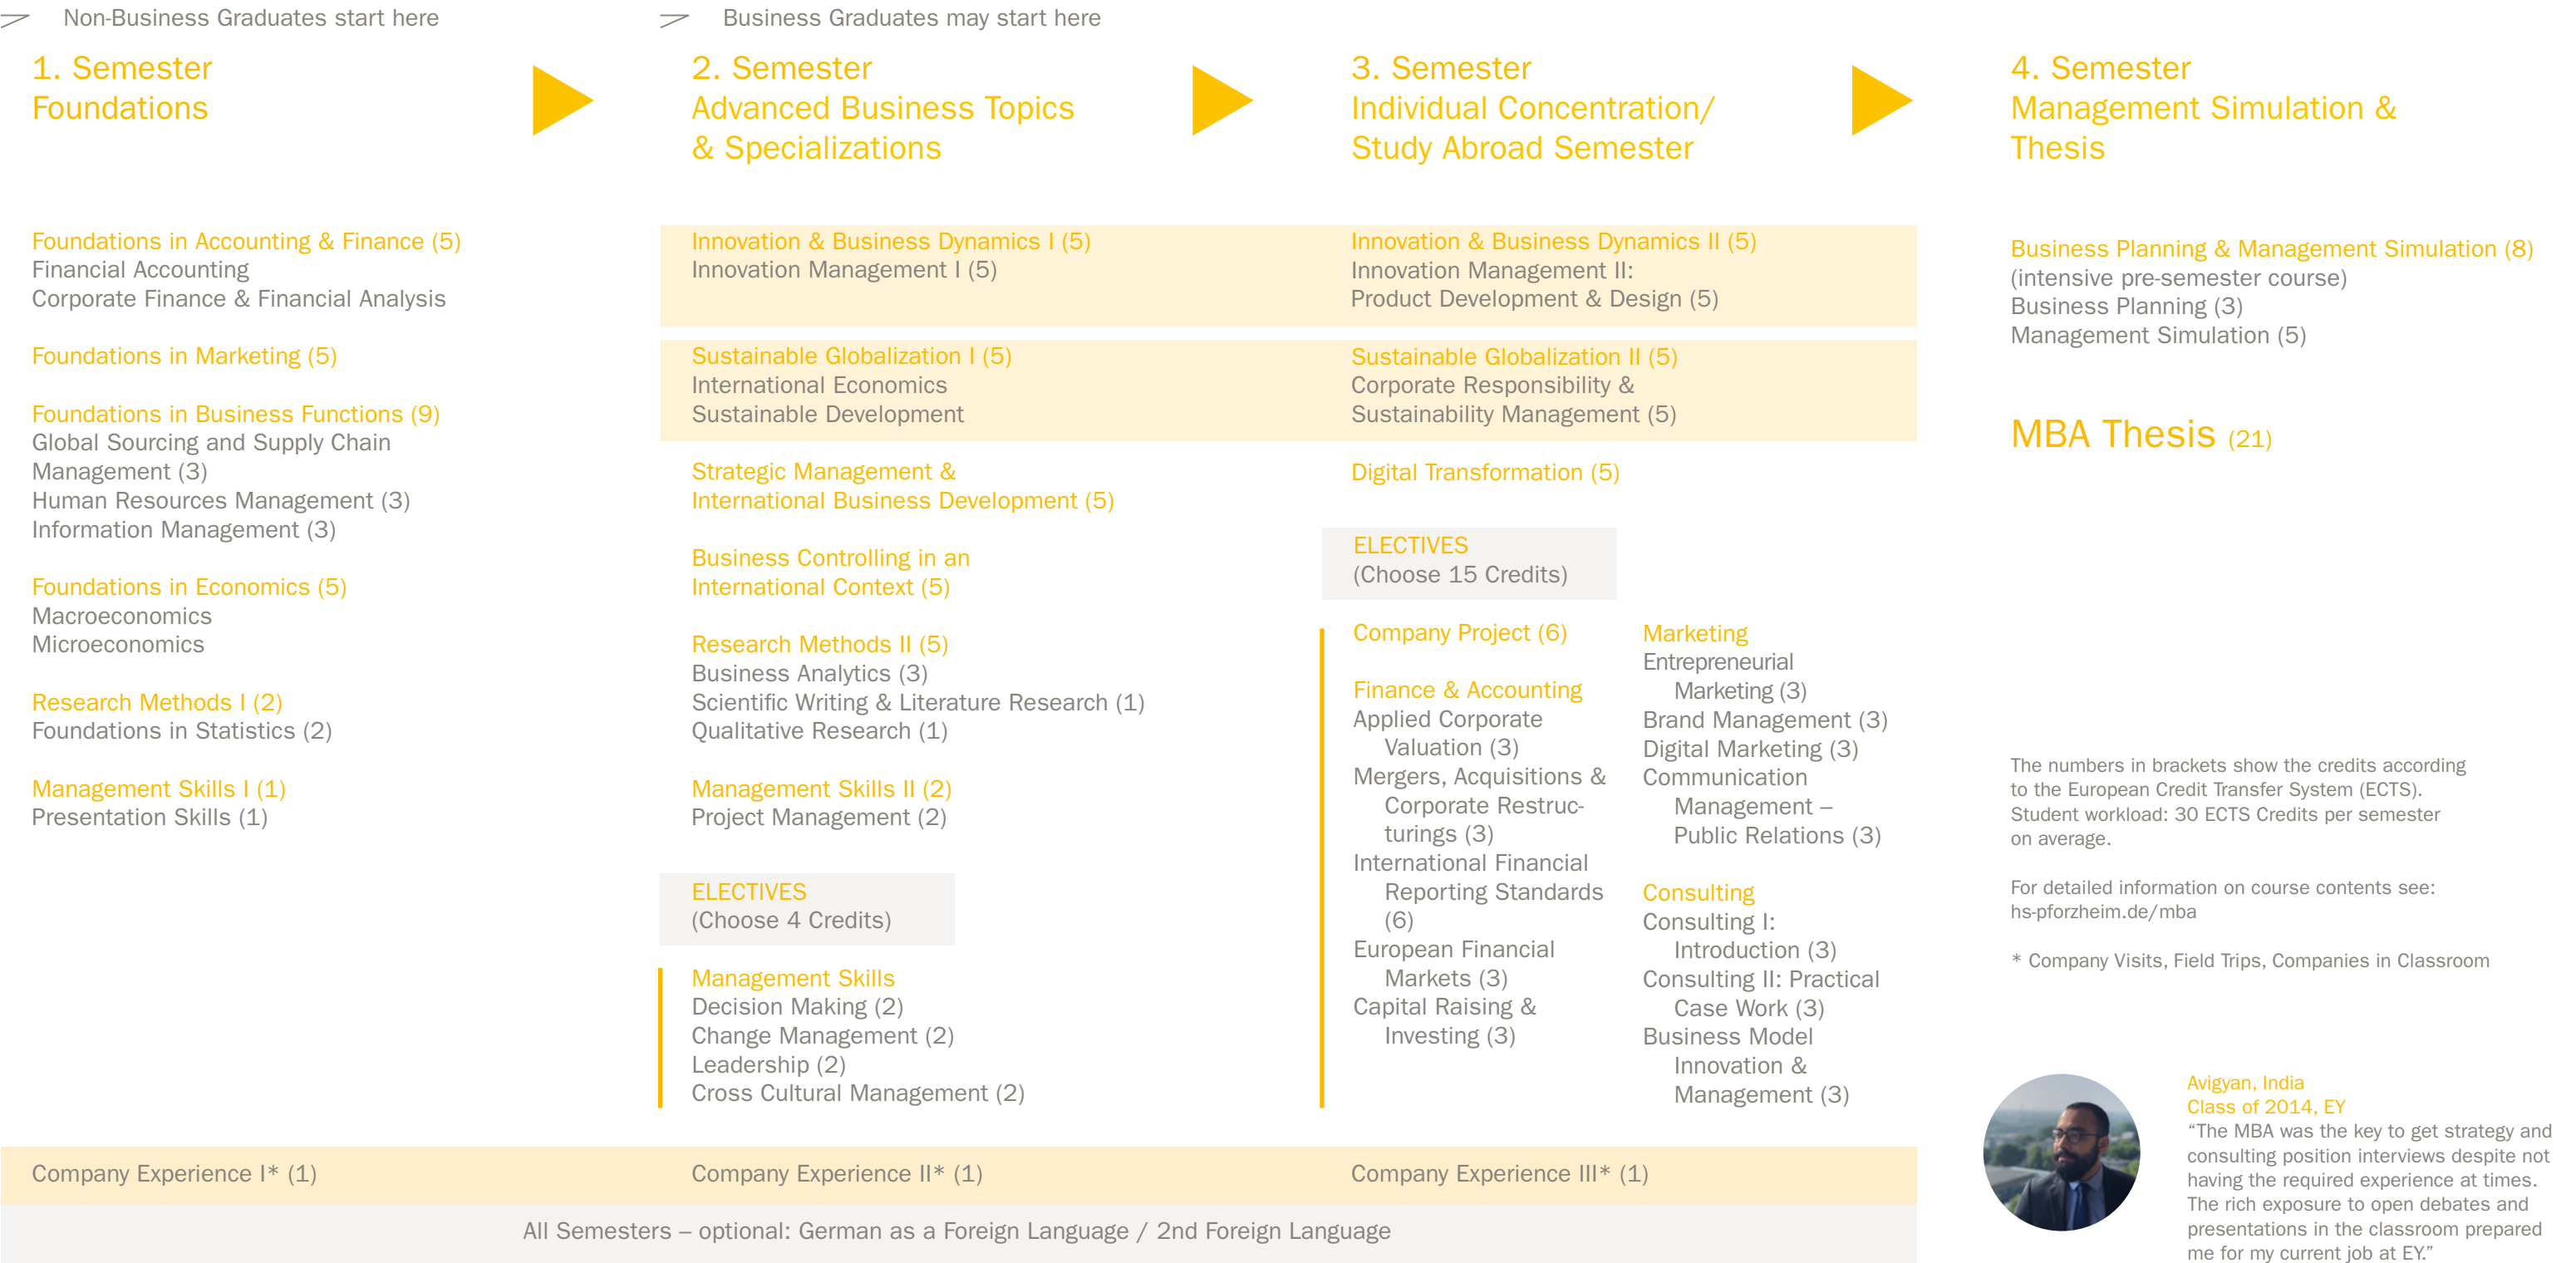 Non-Business Graduates start here
1. Semester
Foundations
Foundations in Accounting & Finance (5)
Financial Accounting
Corporate Finance & Financial Analysis
Foundations in Marketing (5)
Foundations in Business Functions (9)
Global Sourcing and Supply Chain
Management (3)
Human Resources Management (3)
Information Management (3)
Foundations in Economics (5)
Macroeconomics
Microeconomics
Research Methods I (2)
Foundations in Statistics (2)
Management Skills I (1)
Presentation Skills (1)
Business Graduates may start here
2. Semester
Advanced Business Topics
& Specializations
Innovation & Business Dynamics I (5)
Innovation Management I (5)
Sustainable Globalization I (5)
International Economics
Sustainable Development
Strategic Management &
International Business Development (5)
Business Controlling in an
International Context (5)
Research Methods II (5)
Business Analytics (3)
Scientific Writing & Literature Research (1)
Qualitative Research (1)
Management Skills II (2)
Project Management (2)
ELECTIVES
(Choose 4 Credits)
Management Skills
Decision Making (2)
Change Management (2)
Leadership (2)
Cross Cultural Management (2)
3. Semester
Individual Concentration/
Study Abroad Semester
Innovation & Business Dynamics II (5)
Innovation Management II:
Product Development & Design (5)
Sustainable Globalization II (5)
Corporate Responsibility &
Sustainability Management (5)
Digital Transformation (5)
ELECTIVES
(Choose 15 Credits)
Company Project (6)
Finance & Accounting
Applied Corporate
Valuation (3)
Mergers, Acquisitions &
Corporate Restruc-
turings (3)
International Financial
Reporting Standards
(6)
European Financial
Markets (3)
Capital Raising &
Investing (3)
Marketing
Entrepreneurial
Marketing (3)
Brand Management (3)
Digital Marketing (3)
Communication
Management –
Public Relations (3)
Consulting
Consulting I:
Introduction (3)
Consulting II: Practical
Case Work (3)
Business Model
Innovation &
Management (3)
Company Experience I* (1)
Company Experience II* (1)
Company Experience III* (1)
All Semesters – optional: German as a Foreign Language / 2nd Foreign Language
4. Semester
Management Simulation &
Thesis
Business Planning & Management Simulation (8)
(intensive pre-semester course)
Business Planning (3)
Management Simulation (5)
MBA Thesis (21)
The numbers in brackets show the credits according
to the European Credit Transfer System (ECTS).
Student workload: 30 ECTS Credits per semester
on average.
For detailed information on course contents see:
hs-pforzheim.de/mba
* Company Visits, Field Trips, Companies in Classroom
Avigyan, India
Class of 2014, EY
“The MBA was the key to get strategy and
consulting position interviews despite not
having the required experience at times.
The rich exposure to open debates and
presentations in the classroom prepared
me for my current job at EY.”